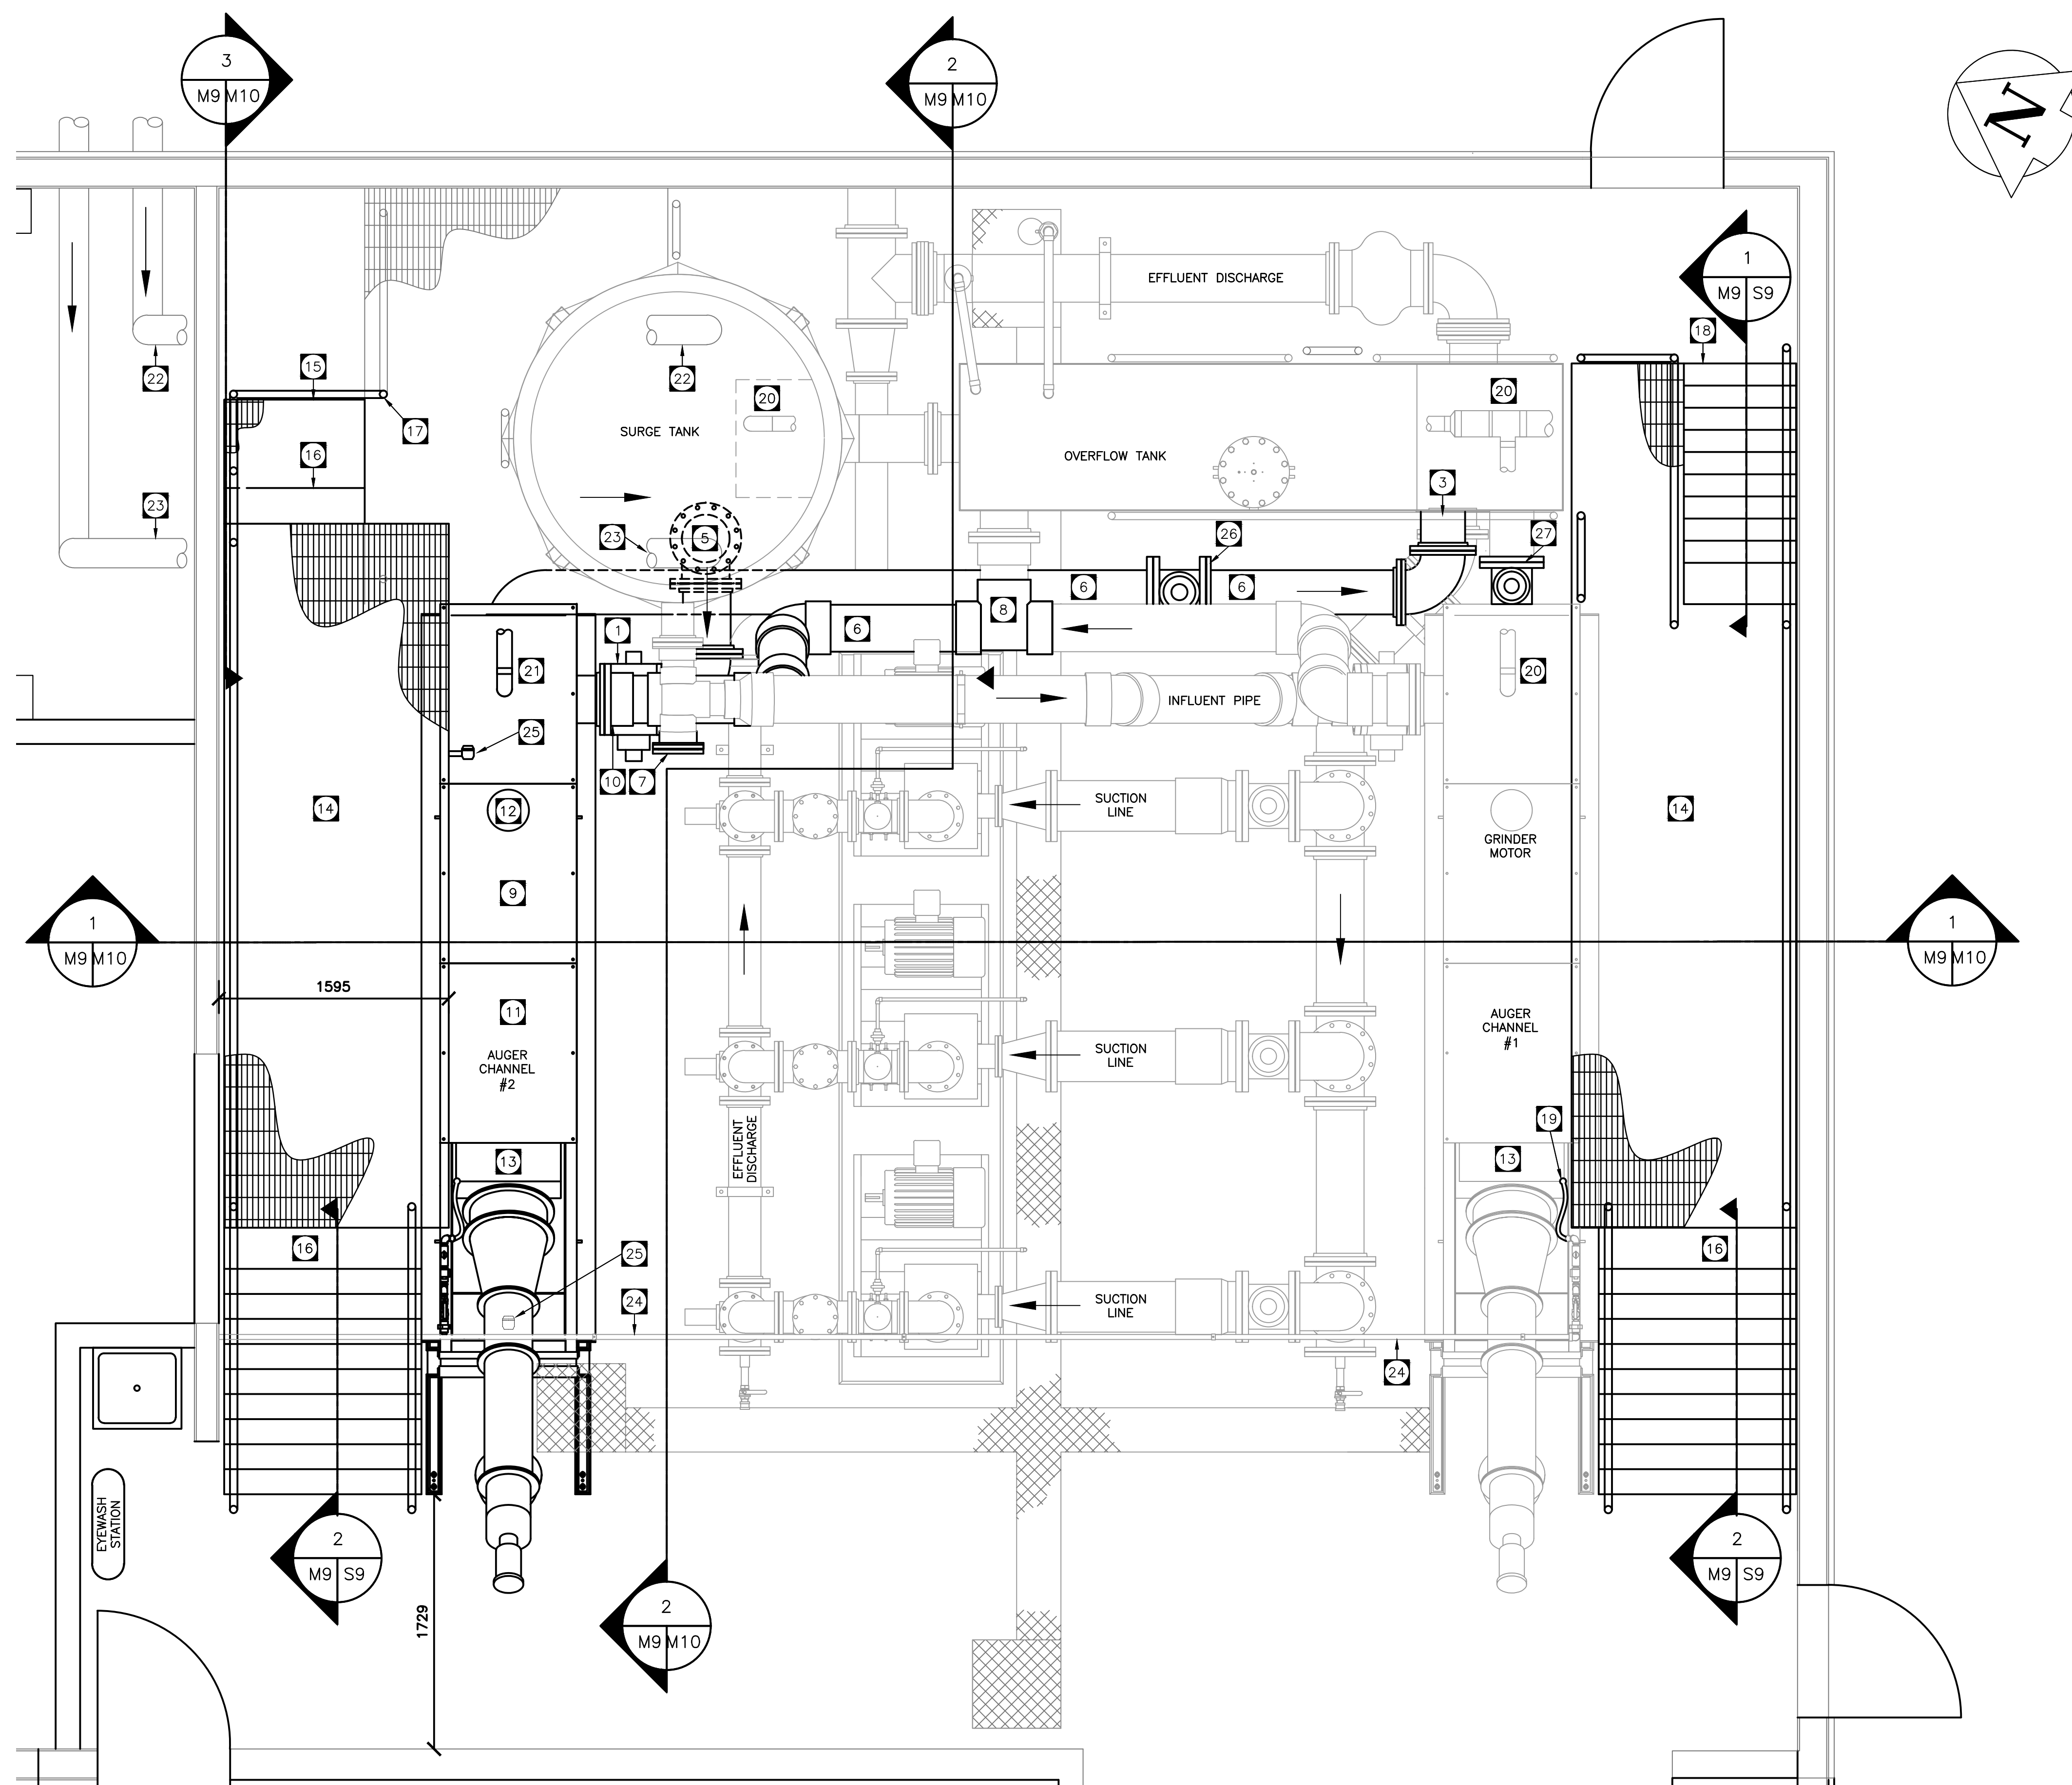 3
M9 M10
2
M9 M10
N
1
M9 S9
EFFLUENT DISCHARGE
18
15
22
22
20
20
17
SURGE TANK
OVERFLOW TANK
16
3
23
23
5
26
27
6
6
8
1
6
21
20
INFLUENT PIPE
25
10
7
14
12
SUCTION
LINE
14
GRINDER
MOTOR
9
1
M9 M10
1
M9 M10
1595
11
AUGER
CHANNEL
#2
SUCTION
LINE
AUGER
CHANNEL
#1
19
EFFLUENT
DISCHARGE
13
13
16
25
16
24
SUCTION
LINE
24
EYEWASH
STATION
2
M9 S9
2
M9 S9
1729
2
M9 M10